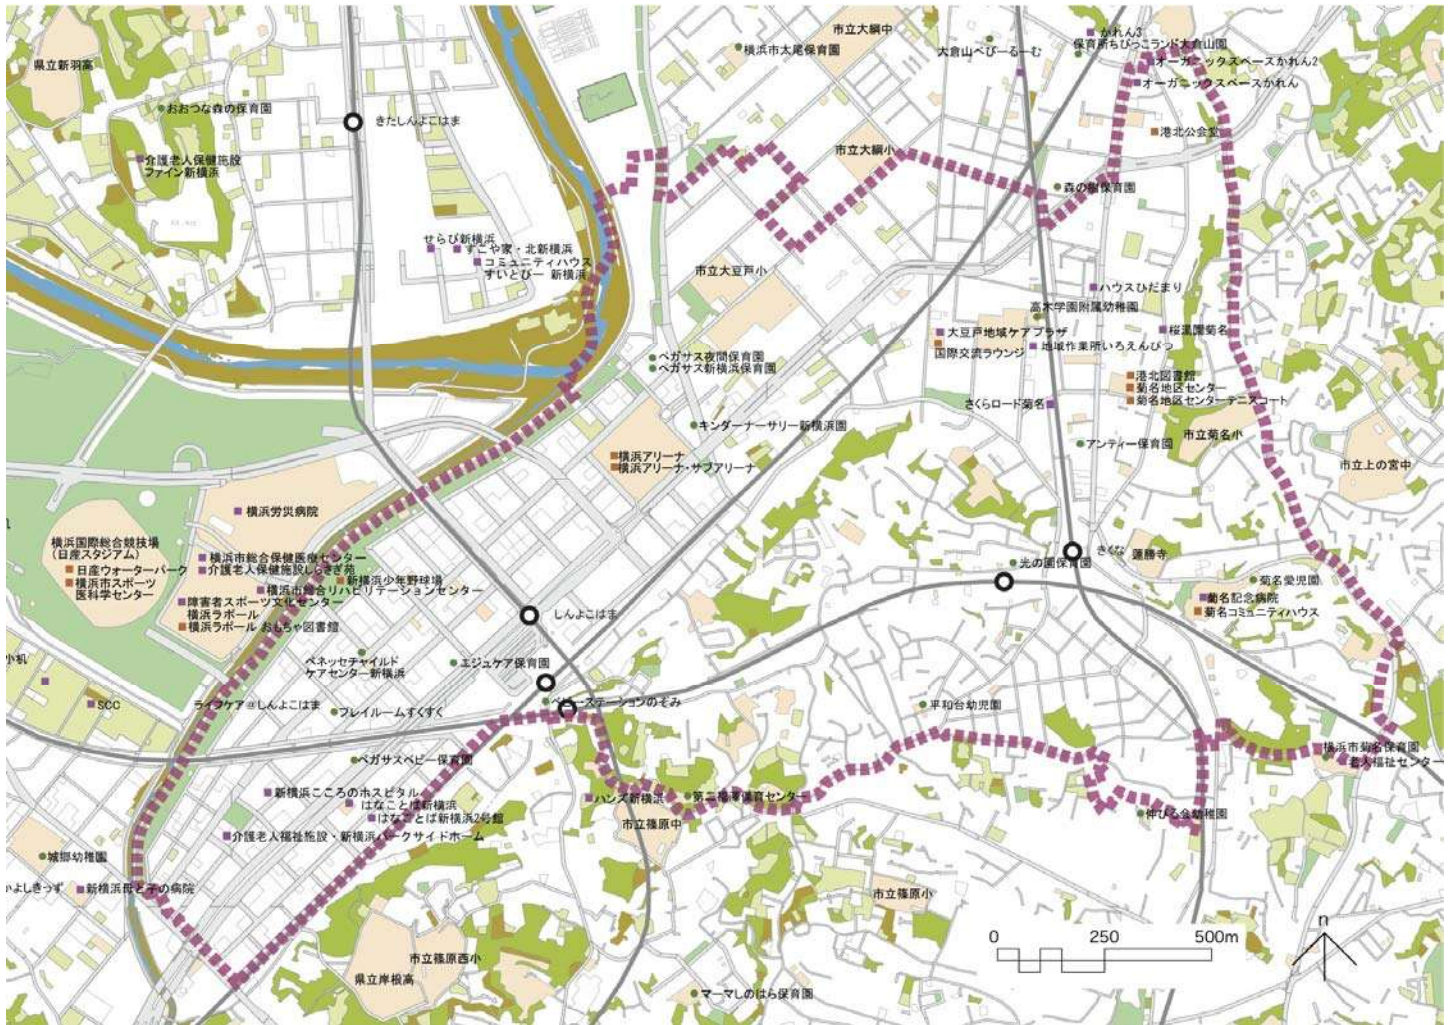 県立新羽高
おおつな森の保育園
きたしんよこはま
介護老人保健施設
ファイン新横浜
せらび新横浜
すこや家・北新横浜
コミュニティハウス
すいとぴー 新横浜
横浜市太尾保育園
市立大綱中
大倉山べびーるーむ
かれん3
保育所ちびっこランド大倉山園
オーガニックスペースかれん2
オーガニックスペースかれん
港北公会堂
市立大綱小
森の樹保育園
市立大豆戸小
ハウスひだまり
高木学園附属幼稚園
大豆戸地域ケアプラザ
国際交流ラウンジ
地域作業所いろえんぴつ
桜湯園菊名
港北図書館
菊名地区センター
菊名地区センターテニスコート
さくらロード菊名
アンティー保育園
市立菊名小
市立上の宮中
ペガサス夜間保育園
ペガサス新横浜保育園
キンダーナーサリー新横浜園
横浜アリーナ
横浜アリーナ・サブアリーナ
横浜労災病院
横浜国際総合競技場
(日産スタジアム)
日産ウォーターパーク
横浜市スポーツ
医科学センター
横浜市総合保健医療センター
介護老人保健施設しらさぎ苑
新横浜少年野球場
横浜市総合リハビリテーションセンター
障害者スポーツ文化センター
横浜ラポール
横浜ラポール おもちゃ図書館
しんよこはま
きくな
蓮勝寺
光の園保育園
菊名愛児園
菊名記念病院
菊名コミュニティハウス
小机
SCC
ベネッセチャイルド
ケアセンター新横浜
エジュケア保育園
ライフケア@しんよこはま
プレイルームすくすく
ベビーステーションのぞみ
平和台幼児園
ペガサスベビー保育園
横浜市菊名保育園
老人福祉センター
新横浜こころのホスピタル
はなことば新横浜
はなことば新横浜2号館
介護老人福祉施設・新横浜パークサイドホーム
ハンズ新横浜
第二福澤保育センター
市立篠原中
伸びる会幼稚園
城郷幼稚園
かよしきっず
新横浜母と子の病院
市立篠原西小
県立岸根高
市立篠原小
マーマしのはら保育園
0 250 500m
n